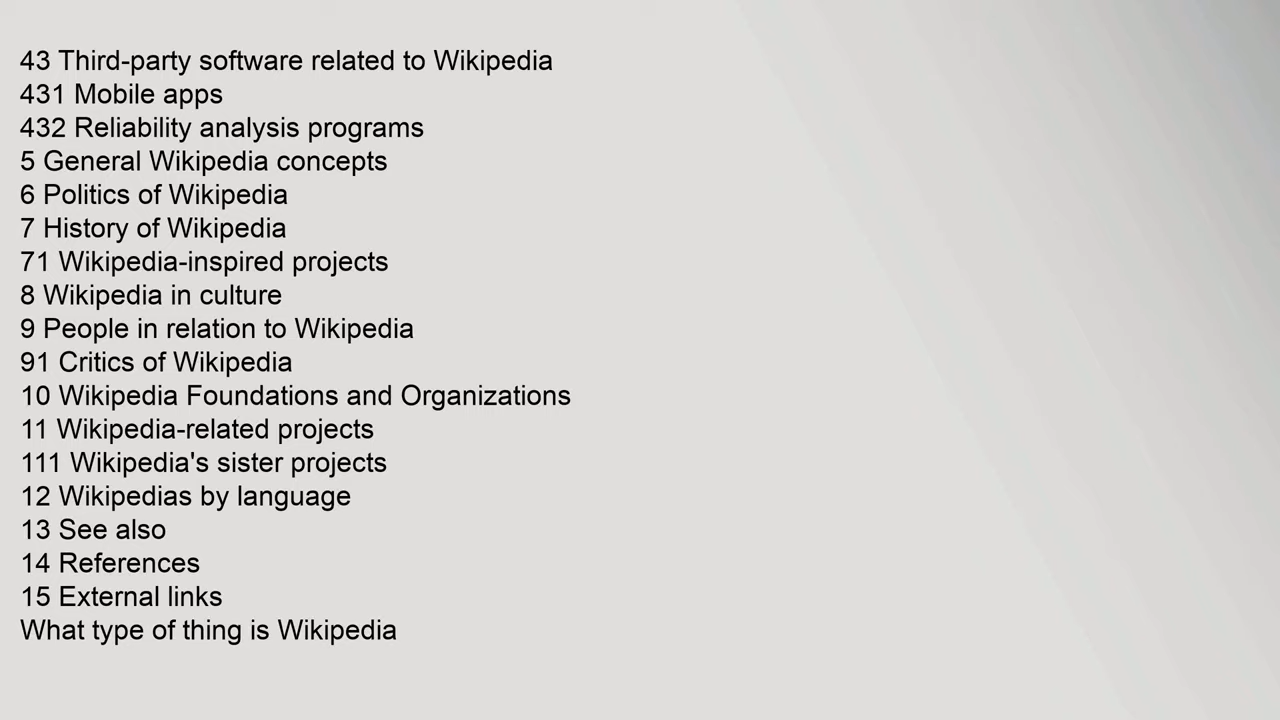 43 Third-party software related to Wikipedia
431 Mobile apps
432 Reliability analysis programs
5 General Wikipedia concepts
6 Politics of Wikipedia
7 History of Wikipedia
71 Wikipedia-inspired projects
8 Wikipedia in culture
9 People in relation to Wikipedia
91 Critics of Wikipedia
10 Wikipedia Foundations and Organizations
11 Wikipedia-related projects
111 Wikipedia's sister projects
12 Wikipedias by language
13 See also
14 References
15 External links
What type of thing is Wikipedia